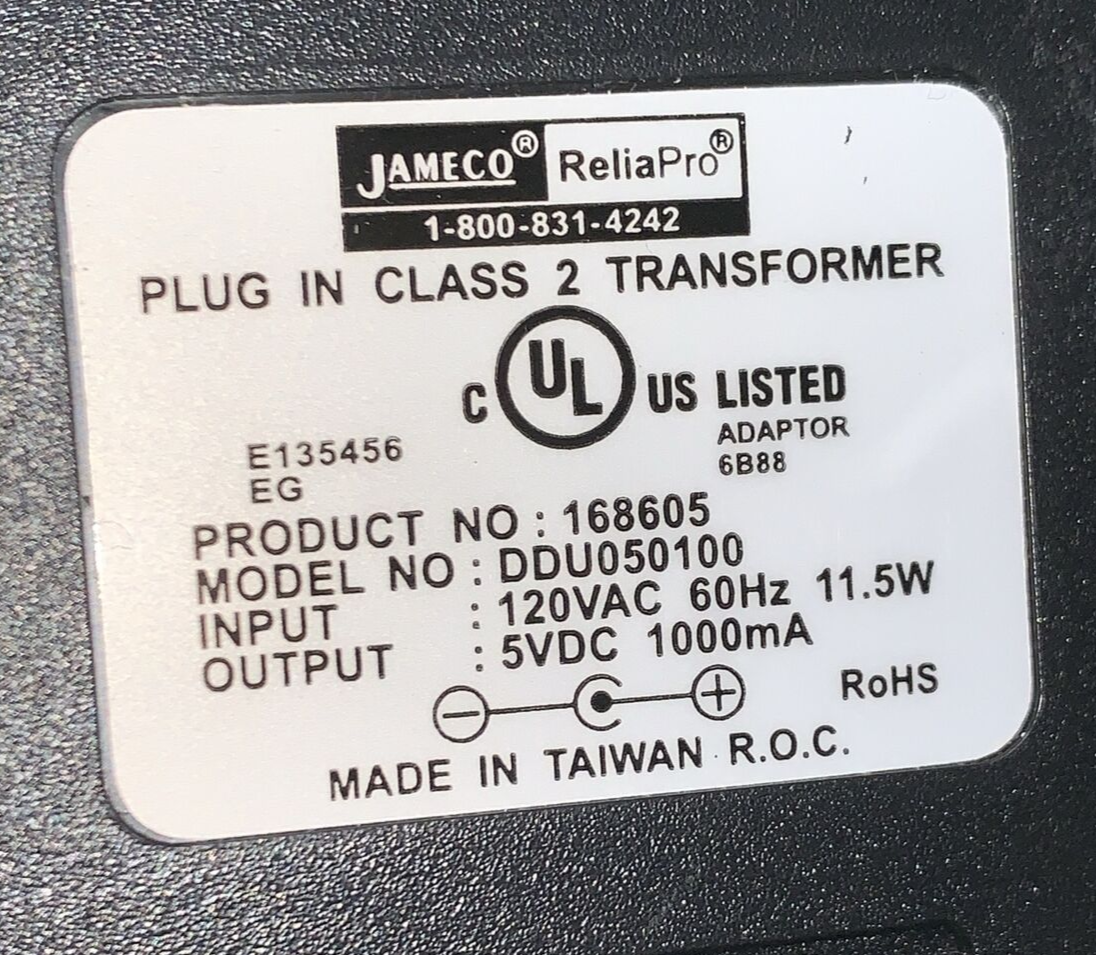 JAMECO® ReliaPro®
1-800-831-4242
PLUG IN CLASS 2 TRANSFORMER
C UL US LISTED
ADAPTOR
6B88
E135456
EG
PRODUCT NO : 168605
MODEL NO : DDU050100
INPUT : 120VAC 60Hz 11.5W
OUTPUT : 5VDC 1000mA
RoHS
MADE IN TAIWAN R.O.C.